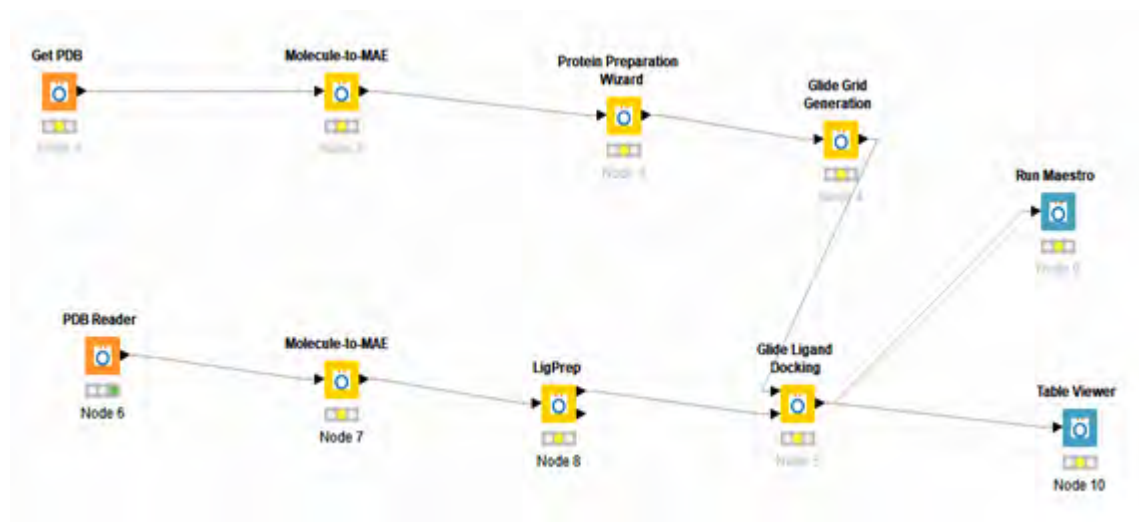 Get PDB
Molecule-to-MAE
Protein Preparation
Wizard
Glide Grid
Generation
Run Maestro
PDB Reader
Node 6
Molecule-to-MAE
Node 7
LigPrep
Node 8
Glide Ligand
Docking
Table Viewer
Node 10